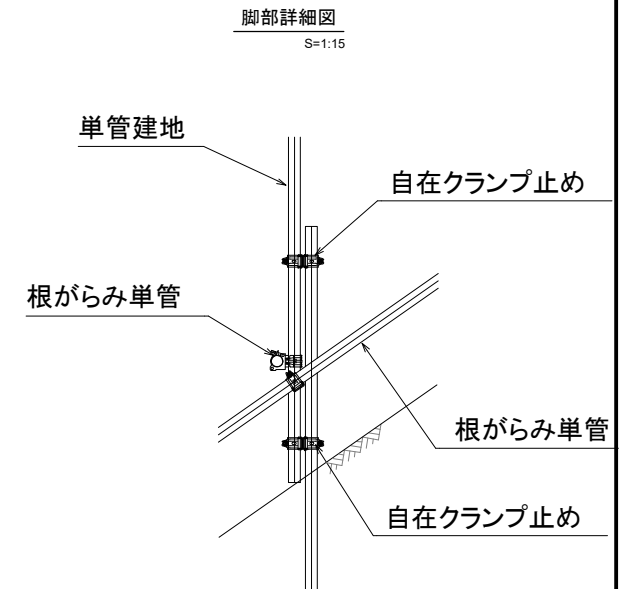 脚部詳細図
S=1:15
単管建地
自在クランプ止め
根がらみ単管
根がらみ単管
自在クランプ止め